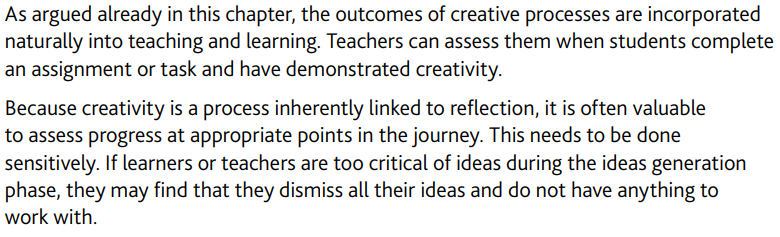 As argued already in this chapter, the outcomes of creative processes are incorporated
naturally into teaching and learning. Teachers can assess them when students complete
an assignment or task and have demonstrated creativity.
Because creativity is a process inherently linked to reflection, it is often valuable
to assess progress at appropriate points in the journey. This needs to be done
sensitively. If learners or teachers are too critical of ideas during the ideas generation
phase, they may find that they dismiss all their ideas and do not have anything to
work with.